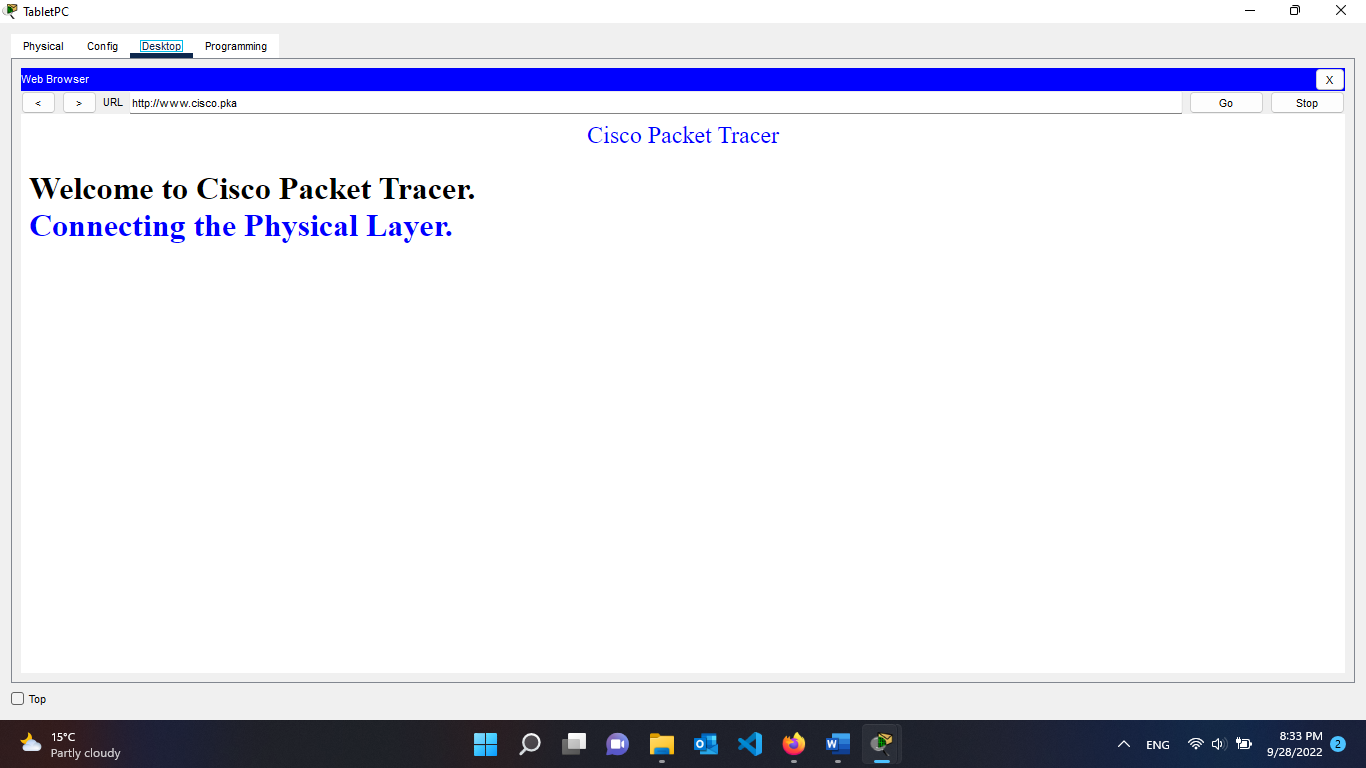 TabletPC
Physical Config Desktop Programming
Web Browser X
< > URL http://www.cisco.pka Go Stop
Cisco Packet Tracer
Welcome to Cisco Packet Tracer.
Connecting the Physical Layer.
Top
15°C
Partly cloudy
ENG
8:33 PM
9/28/2022
2